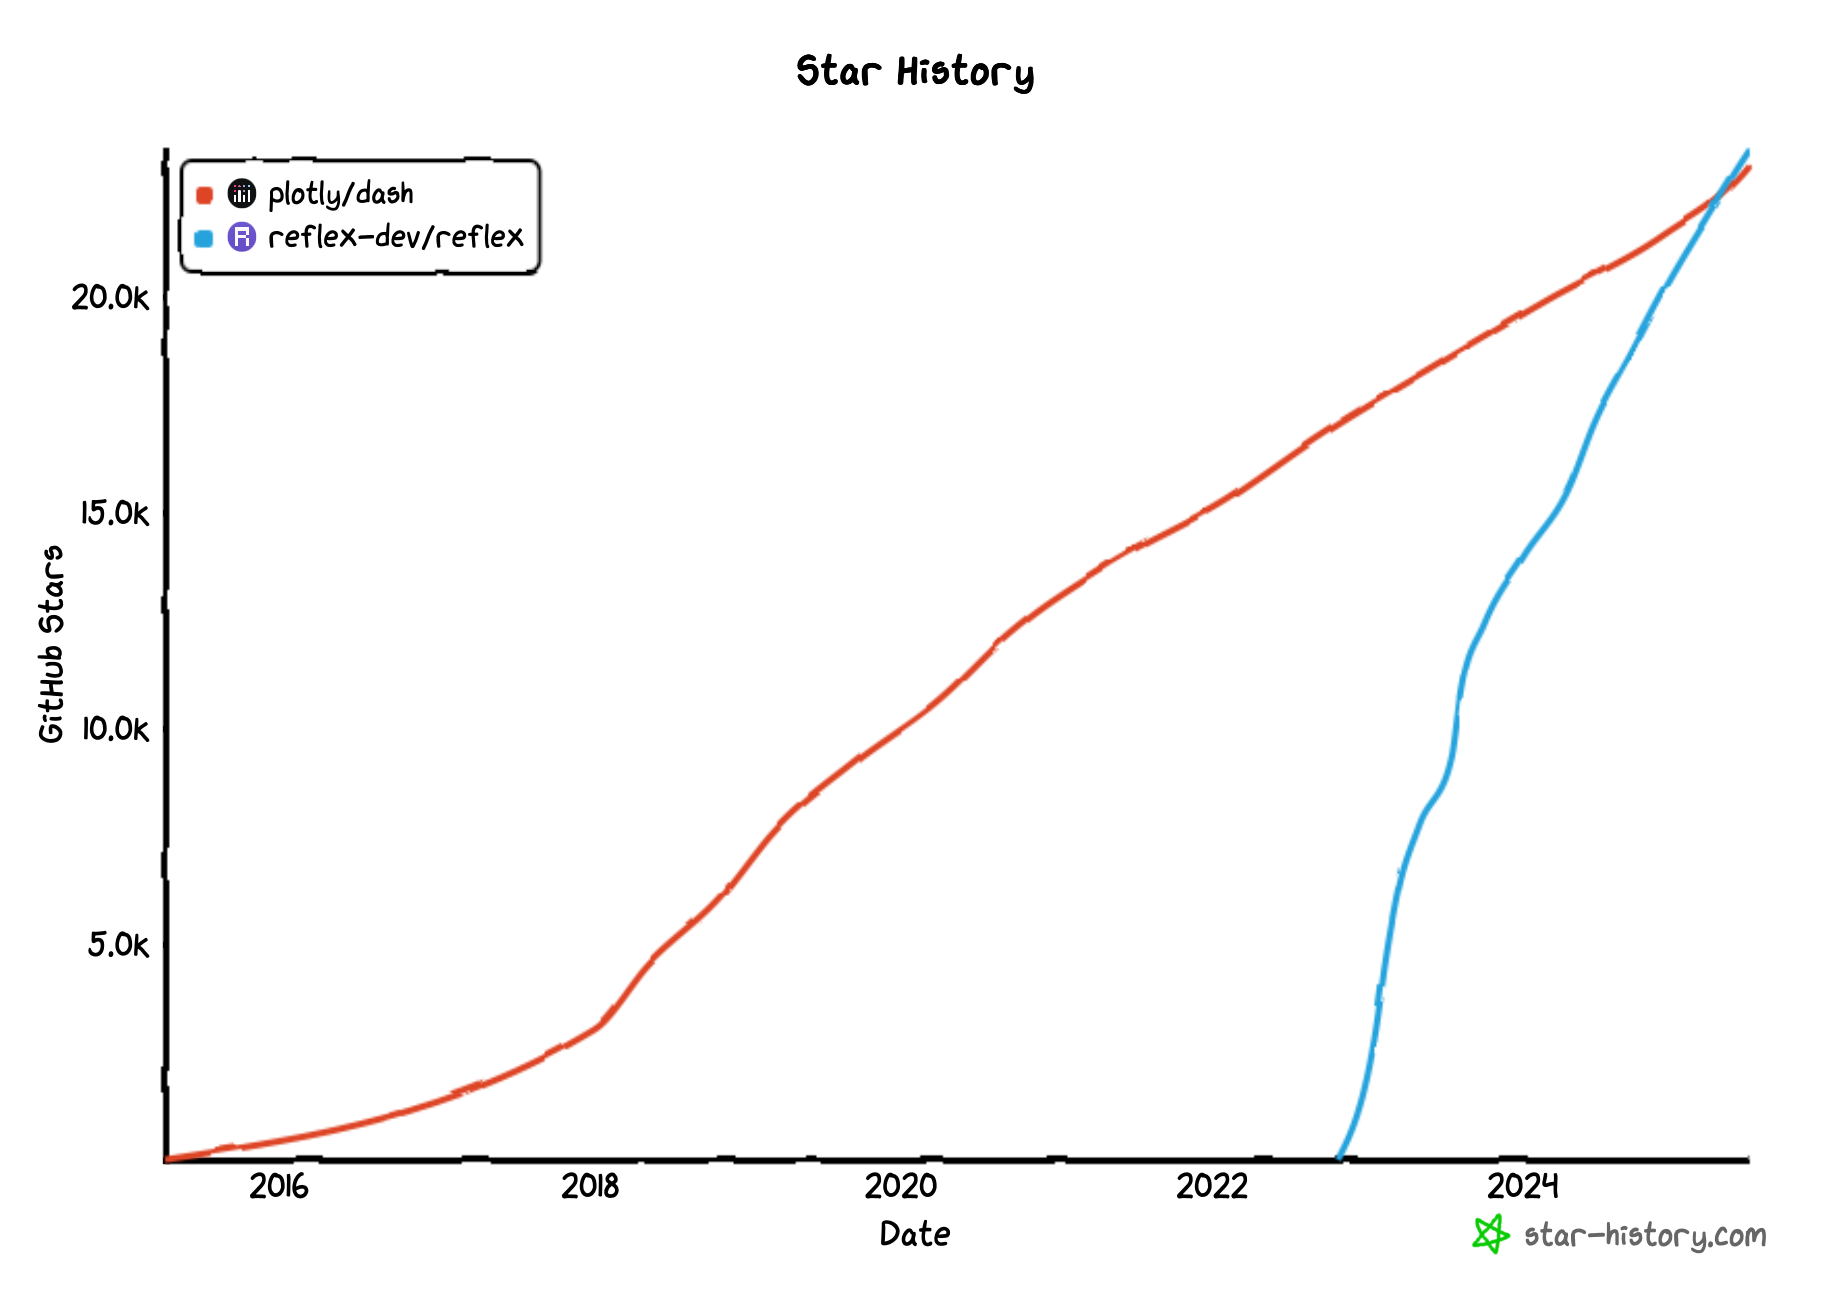 Star History
plotly/dash
reflex-dev/reflex
20.0K
15.0K
10.0K
5.0K
GitHub Stars
2016 2018 2020 2022 2024
Date
star-history.com